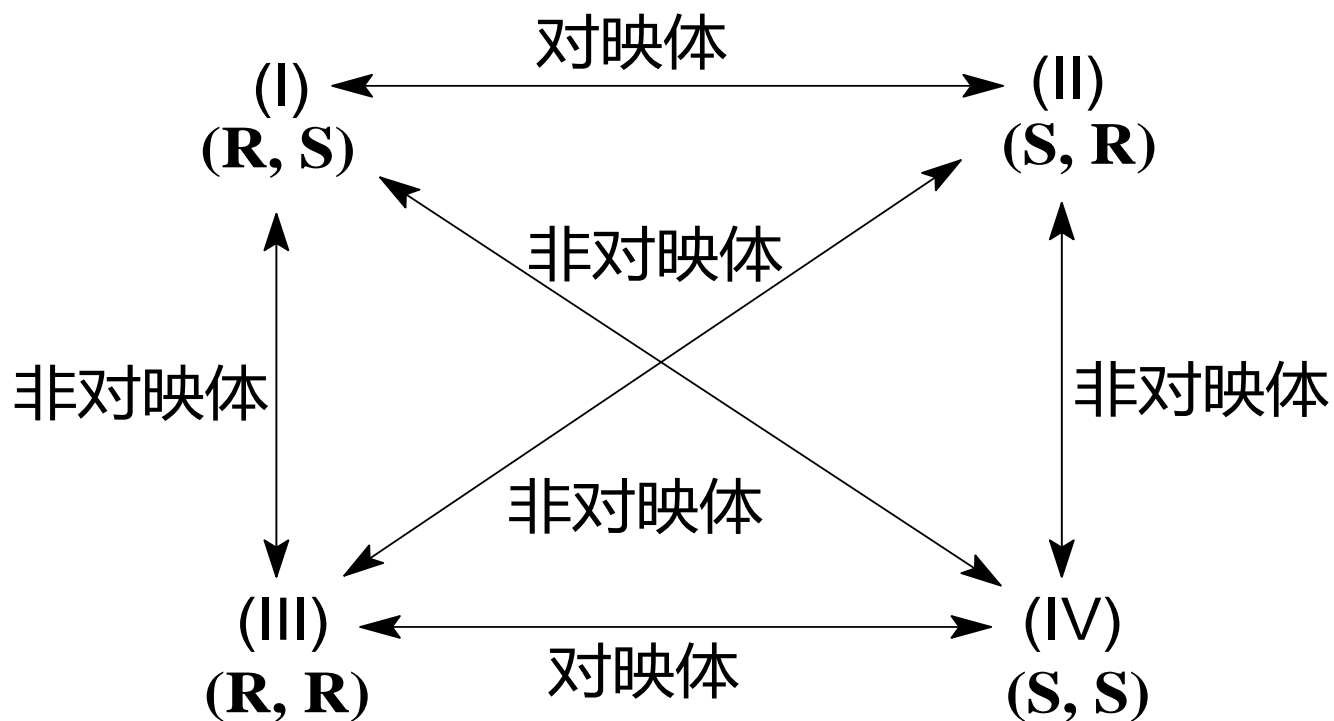 对映体
(I)
(II)
(R, S)
(S, R)
非对映体
非对映体
非对映体
非对映体
(III)
(IV)
对映体
(R, R)
(S, S)